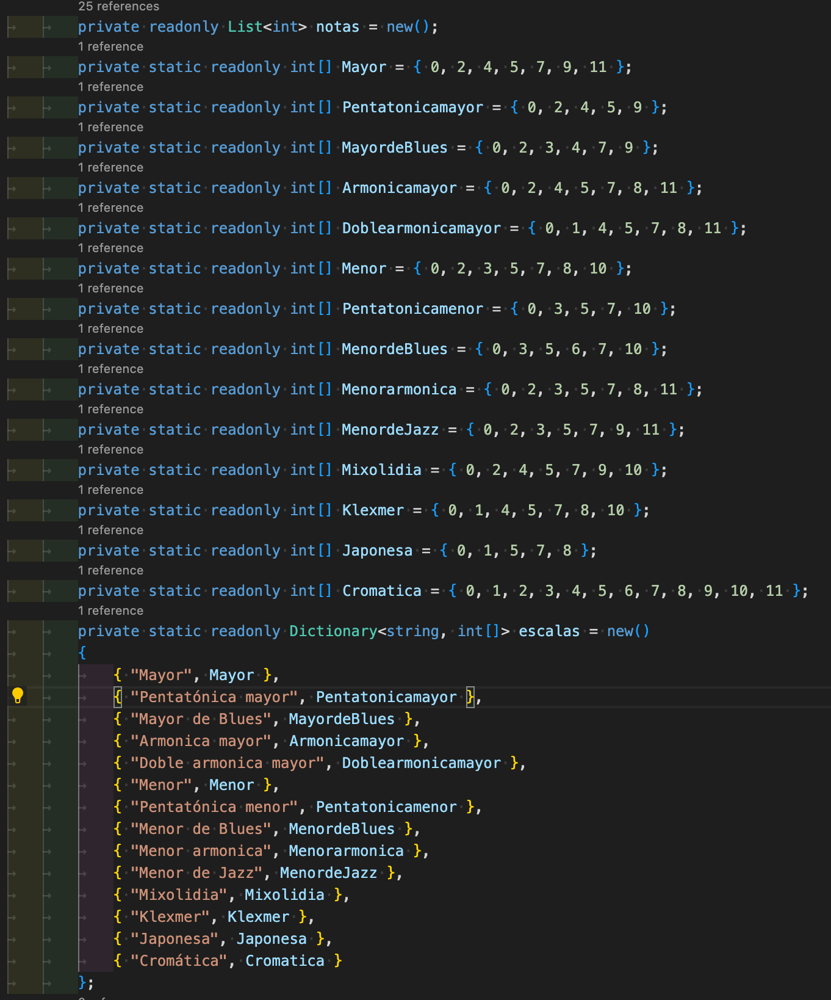 25 references
private readonly List<int> notas = new();
1 reference
private static readonly int[] Mayor = { 0, 2, 4, 5, 7, 9, 11 };
1 reference
private static readonly int[] Pentatonicamayor = { 0, 2, 4, 5, 9 };
1 reference
private static readonly int[] MayordeBlues = { 0, 2, 3, 4, 7, 9 };
1 reference
private static readonly int[] Armonicamayor = { 0, 2, 4, 5, 7, 8, 11 };
1 reference
private static readonly int[] Doblearmonicamayor = { 0, 1, 4, 5, 7, 8, 11 };
1 reference
private static readonly int[] Menor = { 0, 2, 3, 5, 7, 8, 10 };
1 reference
private static readonly int[] Pentatonicamenor = { 0, 3, 5, 7, 10 };
1 reference
private static readonly int[] MenordeBlues = { 0, 3, 5, 6, 7, 10 };
1 reference
private static readonly int[] Menorarmonica = { 0, 2, 3, 5, 7, 8, 11 };
1 reference
private static readonly int[] MenordeJazz = { 0, 2, 3, 5, 7, 9, 11 };
1 reference
private static readonly int[] Mixolidia = { 0, 2, 4, 5, 7, 9, 10 };
1 reference
private static readonly int[] Klexmer = { 0, 1, 4, 5, 7, 8, 10 };
1 reference
private static readonly int[] Japonesa = { 0, 1, 5, 7, 8 };
1 reference
private static readonly int[] Cromatica = { 0, 1, 2, 3, 4, 5, 6, 7, 8, 9, 10, 11 };
1 reference
private static readonly Dictionary<string, int[]> escalas = new()
{
{ "Mayor", Mayor },
{ "Pentatónica mayor", Pentatonicamayor },
{ "Mayor de Blues", MayordeBlues },
{ "Armonica mayor", Armonicamayor },
{ "Doble armonica mayor", Doblearmonicamayor },
{ "Menor", Menor },
{ "Pentatónica menor", Pentatonicamenor },
{ "Menor de Blues", MenordeBlues },
{ "Menor armonica", Menorarmonica },
{ "Menor de Jazz", MenordeJazz },
{ "Mixolidia", Mixolidia },
{ "Klexmer", Klexmer },
{ "Japonesa", Japonesa },
{ "Cromática", Cromatica }
};